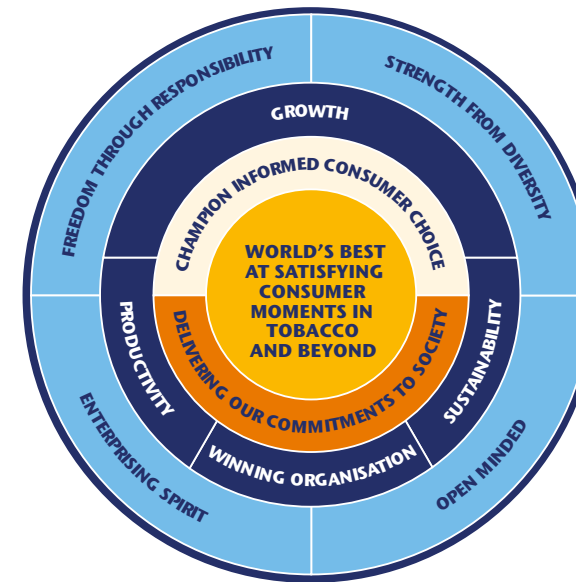 FREEDOM THROUGH RESPONSIBILITY
STRENGTH FROM DIVERSITY
GROWTH
CHAMPION INFORMED CONSUMER CHOICE
WORLD'S BEST
AT SATISFYING
CONSUMER
MOMENTS IN
TOBACCO
AND BEYOND
DELIVERING OUR COMMITMENTS TO SOCIETY
PRODUCTIVITY
SUSTAINABILITY
WINNING ORGANISATION
ENTERPRISING SPIRIT
OPEN MINDED